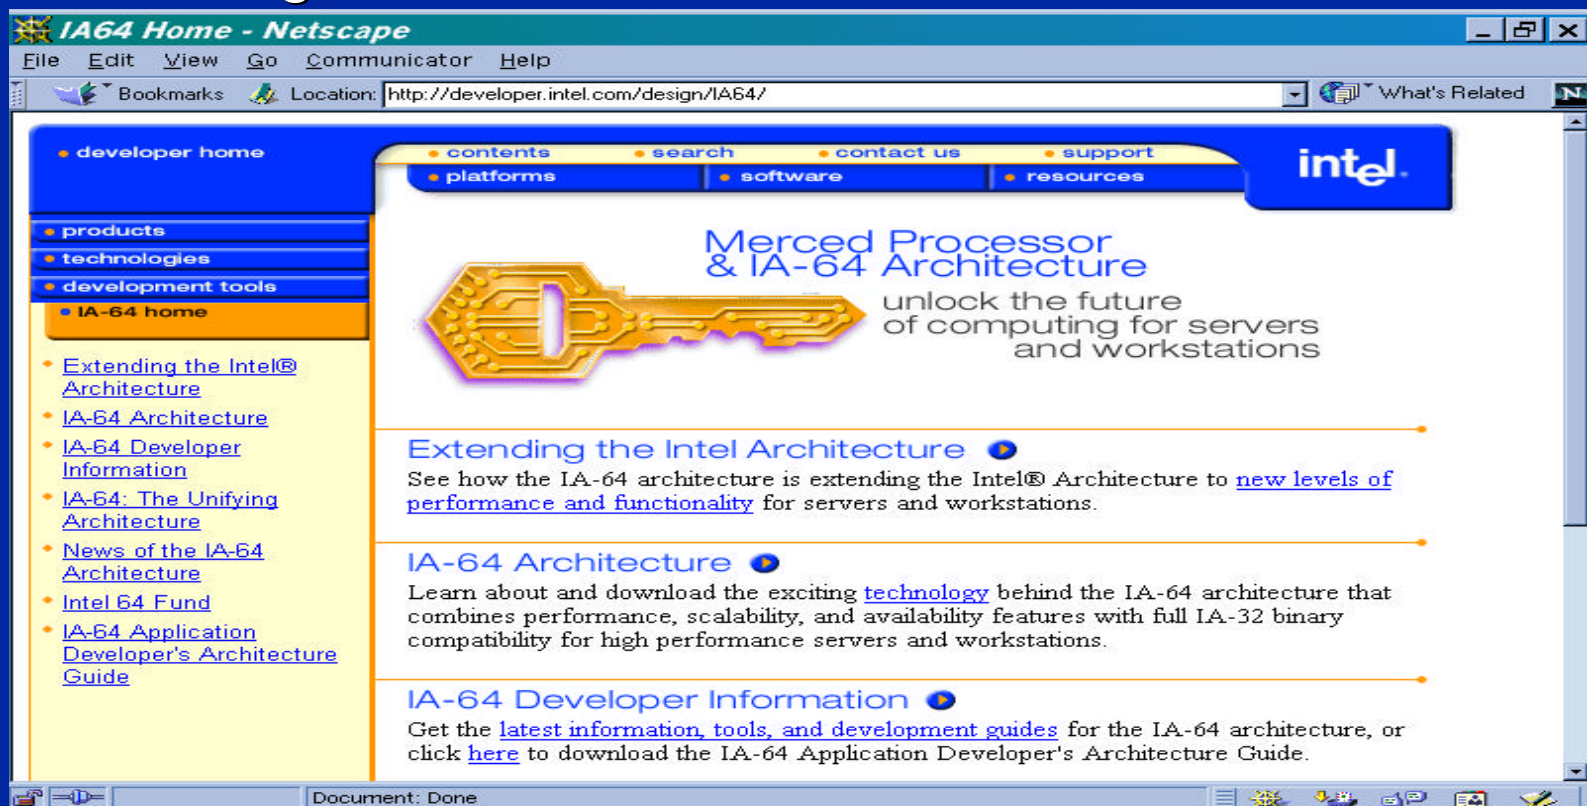 IA64 Home - Netscape
File Edit View Go Communicator Help
Bookmarks Location: http://developer.intel.com/design/IA64/ What's Related N
developer home
contents search contact us support
platforms software resources
intel.
products
technologies
development tools
IA-64 home
Extending the Intel®
Architecture
IA-64 Architecture
IA-64 Developer
Information
IA-64: The Unifying
Architecture
News of the IA-64
Architecture
Intel 64 Fund
IA-64 Application
Developer's Architecture
Guide
Merced Processor
& IA-64 Architecture
unlock the future
of computing for servers
and workstations
Extending the Intel Architecture
See how the IA-64 architecture is extending the Intel® Architecture to new levels of
performance and functionality for servers and workstations.
IA-64 Architecture
Learn about and download the exciting technology behind the IA-64 architecture that
combines performance, scalability, and availability features with full IA-32 binary
compatibility for high performance servers and workstations.
IA-64 Developer Information
Get the latest information, tools, and development guides for the IA-64 architecture, or
click here to download the IA-64 Application Developer's Architecture Guide.
Document: Done